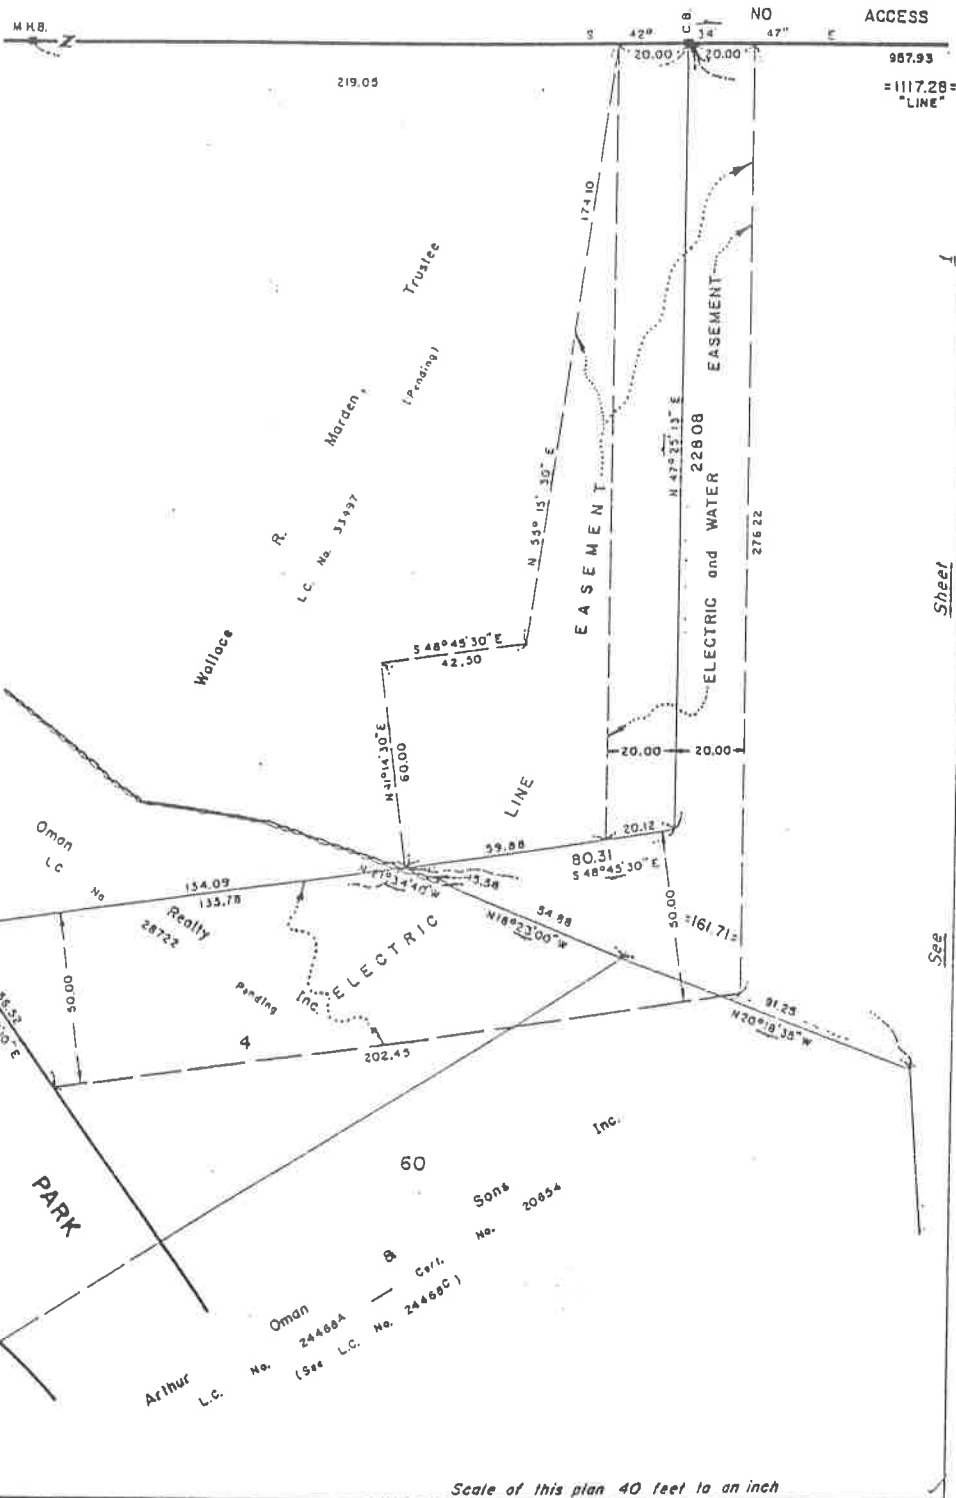 M.H.B.
C.B.
NO ACCESS
S 42° 34' 47" E
20.00 20.00
987.93
=1117.28=
"LINE"
219.05
174.10
Wallace R. Marden, Trustee
L.C. No. 33497 (Pending)
N 55° 15' 30" E
EASEMENT
N 47° 25' 13" E
228.08
ELECTRIC and WATER EASEMENT
276.22
Sheet
See
S 48° 45' 30" E
42.50
N 41° 14' 30" E
60.00
20.00 20.00
LINE
59.88
20.12
80.31
S 48° 45' 30" E
Oman Realty Inc.
L.C. No. 28722 Pending
134.09
133.78
15.58
54.88
N 18° 23' 00" W
50.00
=161.71=
ELECTRIC
50.00
91.25
N 20° 18' 35" W
4
202.45
60
PARK
Arthur Oman & Sons Inc.
L.C. No. 24468A — Cert. No. 20654
(See L.C. No. 24468C)
Scale of this plan 40 feet to an inch